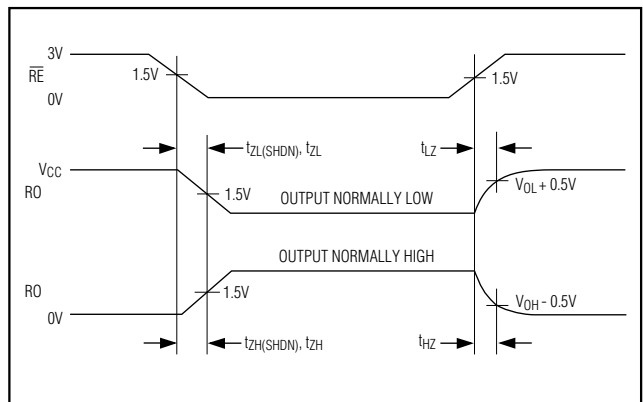 3V
RE
1.5V
1.5V
0V
tZL(SHDN), tZL
tLZ
VCC
RO
1.5V
OUTPUT NORMALLY LOW
VOL + 0.5V
OUTPUT NORMALLY HIGH
RO
1.5V
VOH - 0.5V
0V
tZH(SHDN), tZH
tHZ